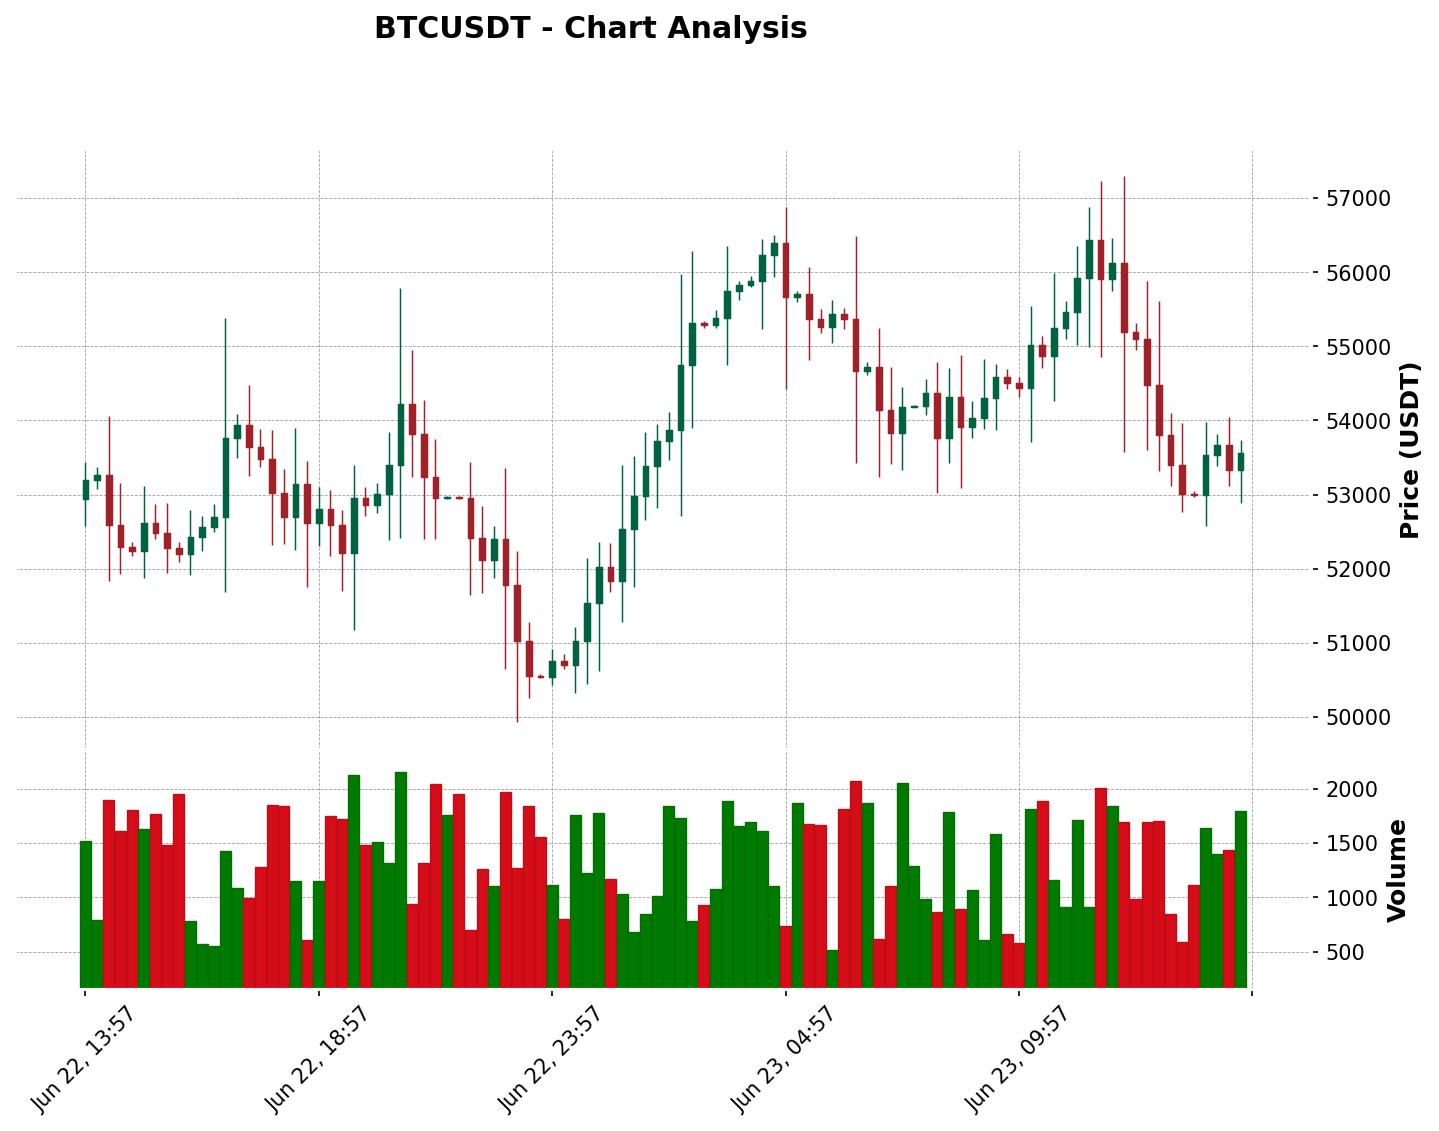 BTCUSDT - Chart Analysis
57000
56000
55000
54000
53000
52000
51000
50000
Price (USDT)
2000
1500
1000
500
Volume
Jun 22, 13:57
Jun 22, 18:57
Jun 22, 23:57
Jun 23, 04:57
Jun 23, 09:57